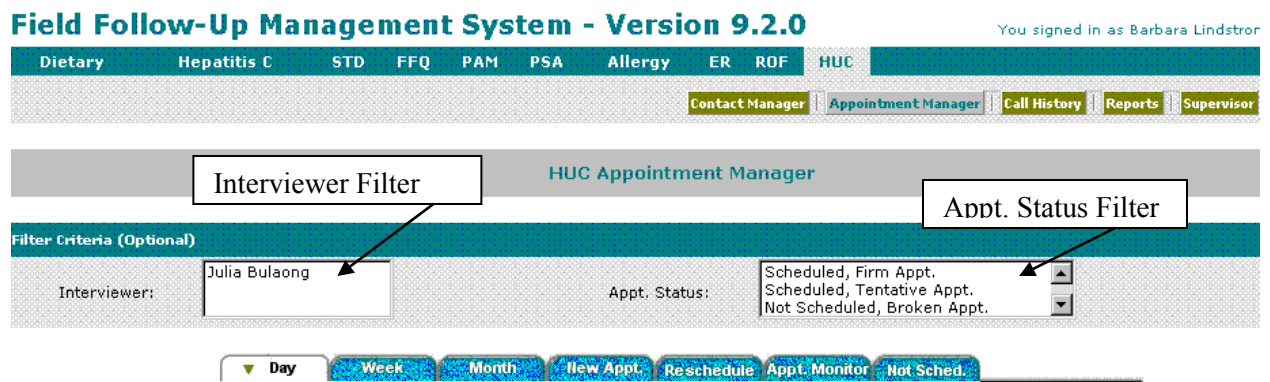 Field Follow-Up Management System - Version 9.2.0
You signed in as Barbara Lindstror
Dietary Hepatitis C STD FFQ PAM PSA Allergy ER ROF HUC
Contact Manager Appointment Manager Call History Reports Supervisor
Interviewer Filter
HUC Appointment Manager
Appt. Status Filter
Filter Criteria (Optional)
Interviewer:
Julia Bulaong
Appt. Status:
Scheduled, Firm Appt.
Scheduled, Tentative Appt.
Not Scheduled, Broken Appt.
Day Week Month New Appt. Reschedule Appt. Monitor Not Sched.